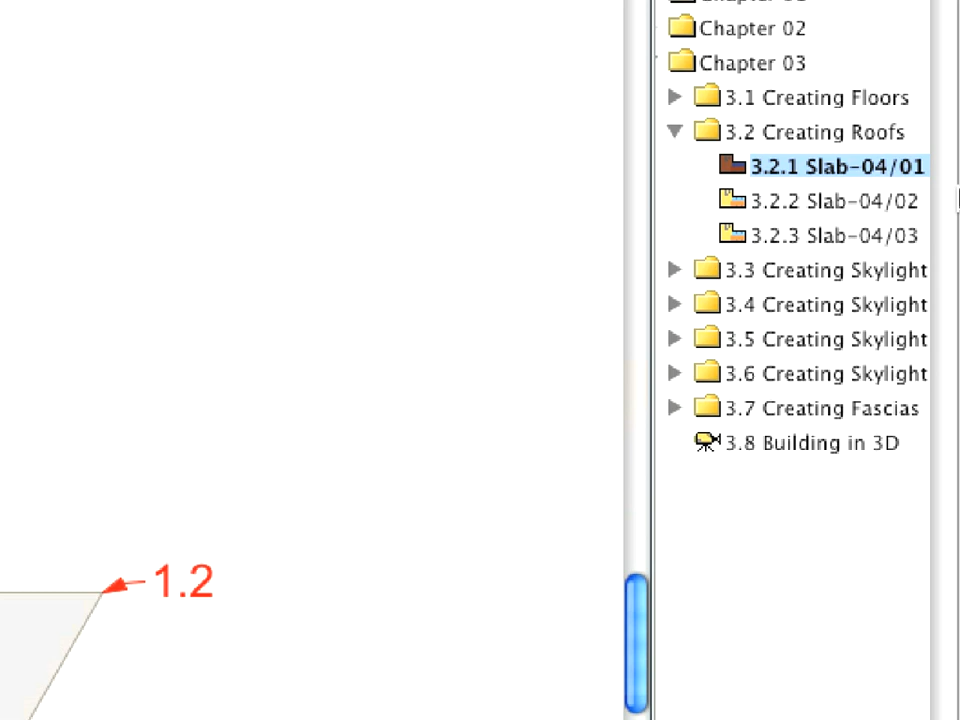 Chapter 02
Chapter 03
3.1 Creating Floors
3.2 Creating Roofs
3.2.1 Slab-04/01
3.2.2 Slab-04/02
3.2.3 Slab-04/03
3.3 Creating Skylight
3.4 Creating Skylight
3.5 Creating Skylight
3.6 Creating Skylight
3.7 Creating Fascias
3.8 Building in 3D
1.2